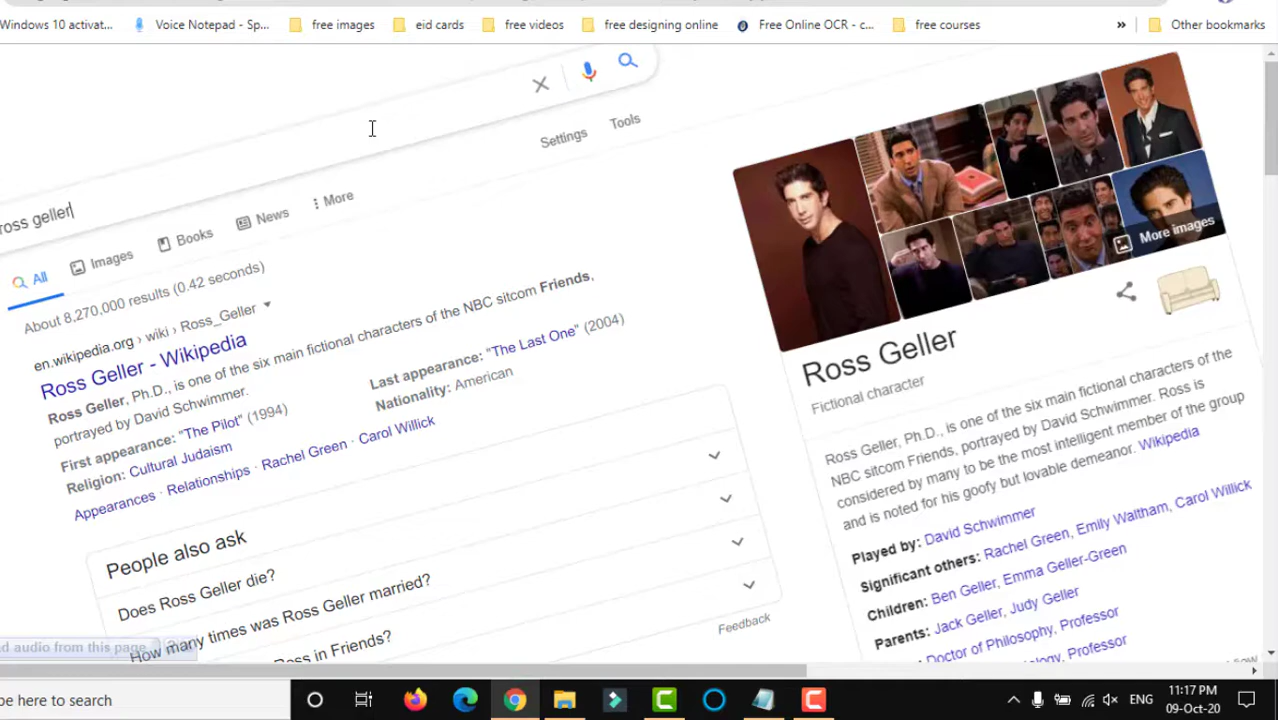 Windows 10 activat...
Voice Notepad - Sp...
free images
eid cards
free videos
free designing online
Free Online OCR - c...
free courses
»
Other bookmarks
ross geller
Settings
Tools
All
Images
Books
News
More
About 8,270,000 results (0.42 seconds)
en.wikipedia.org › wiki › Ross_Geller
Ross Geller - Wikipedia
Ross Geller, Ph.D., is one of the six main fictional characters of the NBC sitcom Friends,
portrayed by David Schwimmer.
First appearance: "The Pilot" (1994)
Last appearance: "The Last One" (2004)
Religion: Cultural Judaism
Nationality: American
Appearances · Relationships · Rachel Green · Carol Willick
People also ask
Does Ross Geller die?
How many times was Ross Geller married?
Ross in Friends?
Feedback
More images
Ross Geller
Fictional character
Ross Geller, Ph.D., is one of the six main fictional characters of the
NBC sitcom Friends, portrayed by David Schwimmer. Ross is
considered by many to be the most intelligent member of the group
and is noted for his goofy but lovable demeanor. Wikipedia
Played by: David Schwimmer
Significant others: Rachel Green, Emily Waltham, Carol Willick
Children: Ben Geller, Emma Geller-Green
Parents: Jack Geller, Judy Geller
Doctor of Philosophy, Professor
Professor
audio from this page
here to search
ENG
11:17 PM
09-Oct-20